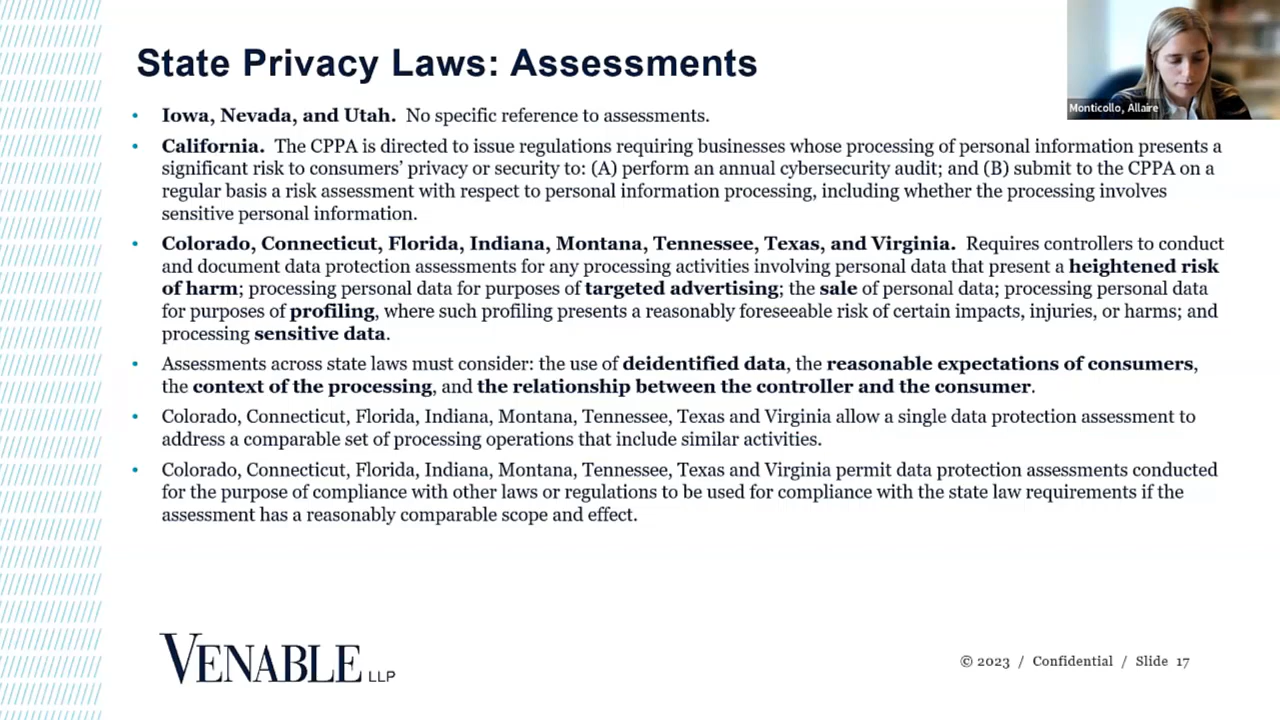 State Privacy Laws: Assessments
Monticollo, Allaire
• Iowa, Nevada, and Utah. No specific reference to assessments.
• California. The CPPA is directed to issue regulations requiring businesses whose processing of personal information presents a
significant risk to consumers' privacy or security to: (A) perform an annual cybersecurity audit; and (B) submit to the CPPA on a
regular basis a risk assessment with respect to personal information processing, including whether the processing involves
sensitive personal information.
• Colorado, Connecticut, Florida, Indiana, Montana, Tennessee, Texas, and Virginia. Requires controllers to conduct
and document data protection assessments for any processing activities involving personal data that present a heightened risk
of harm; processing personal data for purposes of targeted advertising; the sale of personal data; processing personal data
for purposes of profiling, where such profiling presents a reasonably foreseeable risk of certain impacts, injuries, or harms; and
processing sensitive data.
• Assessments across state laws must consider: the use of deidentified data, the reasonable expectations of consumers,
the context of the processing, and the relationship between the controller and the consumer.
• Colorado, Connecticut, Florida, Indiana, Montana, Tennessee, Texas and Virginia allow a single data protection assessment to
address a comparable set of processing operations that include similar activities.
• Colorado, Connecticut, Florida, Indiana, Montana, Tennessee, Texas and Virginia permit data protection assessments conducted
for the purpose of compliance with other laws or regulations to be used for compliance with the state law requirements if the
assessment has a reasonably comparable scope and effect.
VENABLE LLP
© 2023 / Confidential / Slide 17